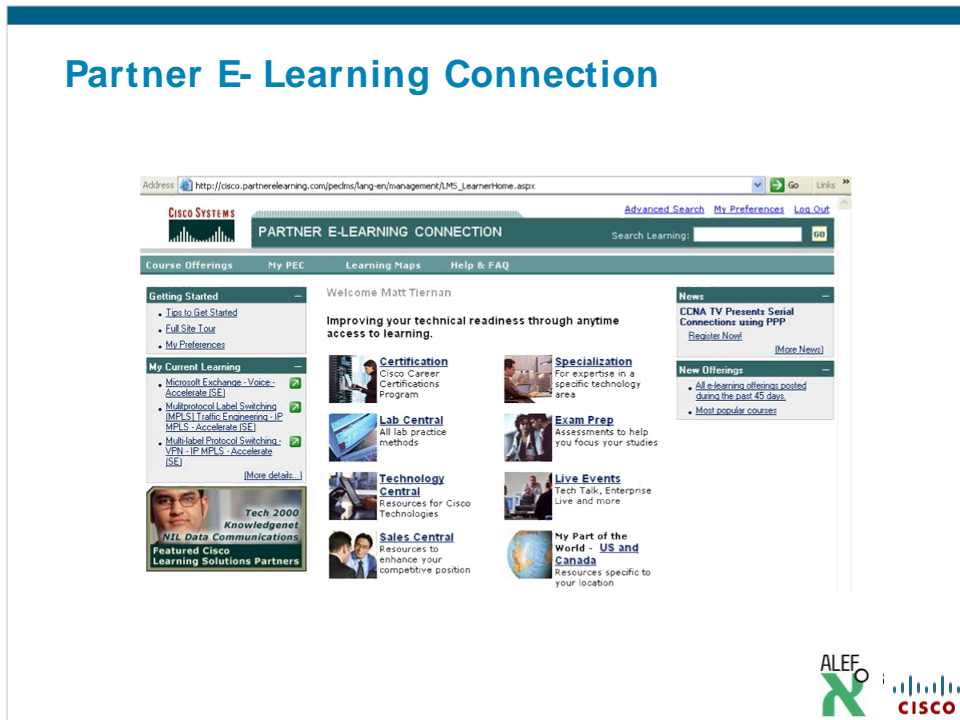 Partner E- Learning Connection
Address http://cisco.partnerelearning.com/peclms/lang-en/management/LMS_LearnerHome.aspx Go Links »
CISCO SYSTEMS
Advanced Search My Preferences Log Out
PARTNER E-LEARNING CONNECTION
Search Learning: GO
Course Offerings My PEC Learning Maps Help & FAQ
Getting Started
Tips to Get Started
Full Site Tour
My Preferences
My Current Learning
Microsoft Exchange - Voice -
Accelerate (SE)
Mulitprotocol Label Switching
(MPLS) Traffic Engineering - IP
MPLS - Accelerate (SE)
Multi-label Protocol Switching -
VPN - IP MPLS - Accelerate
(SE)
(More details...)
Tech 2000
Knowledgenet
NIL Data Communications
Featured Cisco
Learning Solutions Partners
Welcome Matt Tiernan
Improving your technical readiness through anytime
access to learning.
Certification
Cisco Career
Certifications
Program
Specialization
For expertise in a
specific technology
area
Lab Central
All lab practice
methods
Exam Prep
Assessments to help
you focus your studies
Technology
Central
Resources for Cisco
Technologies
Live Events
Tech Talk, Enterprise
Live and more
Sales Central
Resources to
enhance your
competitive position
My Part of the
World - US and
Canada
Resources specific to
your location
News
CCNA TV Presents Serial
Connections using PPP
Register Now!
(More News)
New Offerings
All e-learning offerings posted
during the past 45 days.
Most popular courses
ALEF
א
CISCO